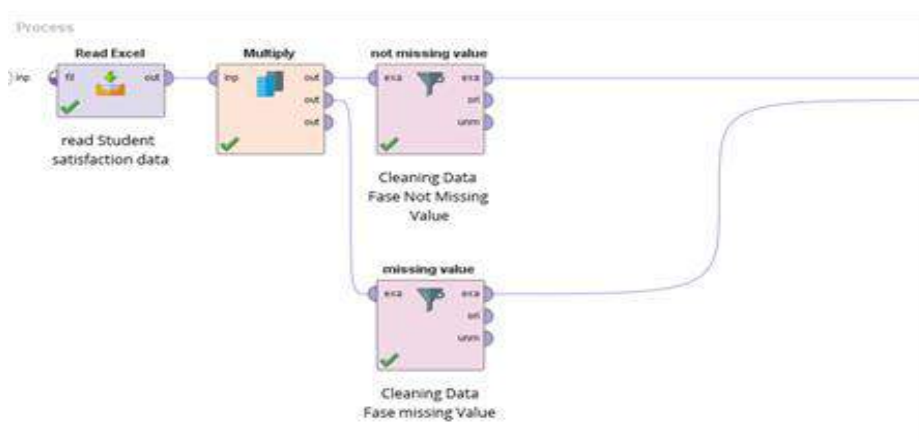 Process
Read Excel
Multiply
not missing value
inp
fil
out
inp
out
out
out
exa
exa
ori
unm
read Student
satisfaction data
Cleaning Data
Fase Not Missing
Value
missing value
exa
exa
ori
unm
Cleaning Data
Fase missing Value